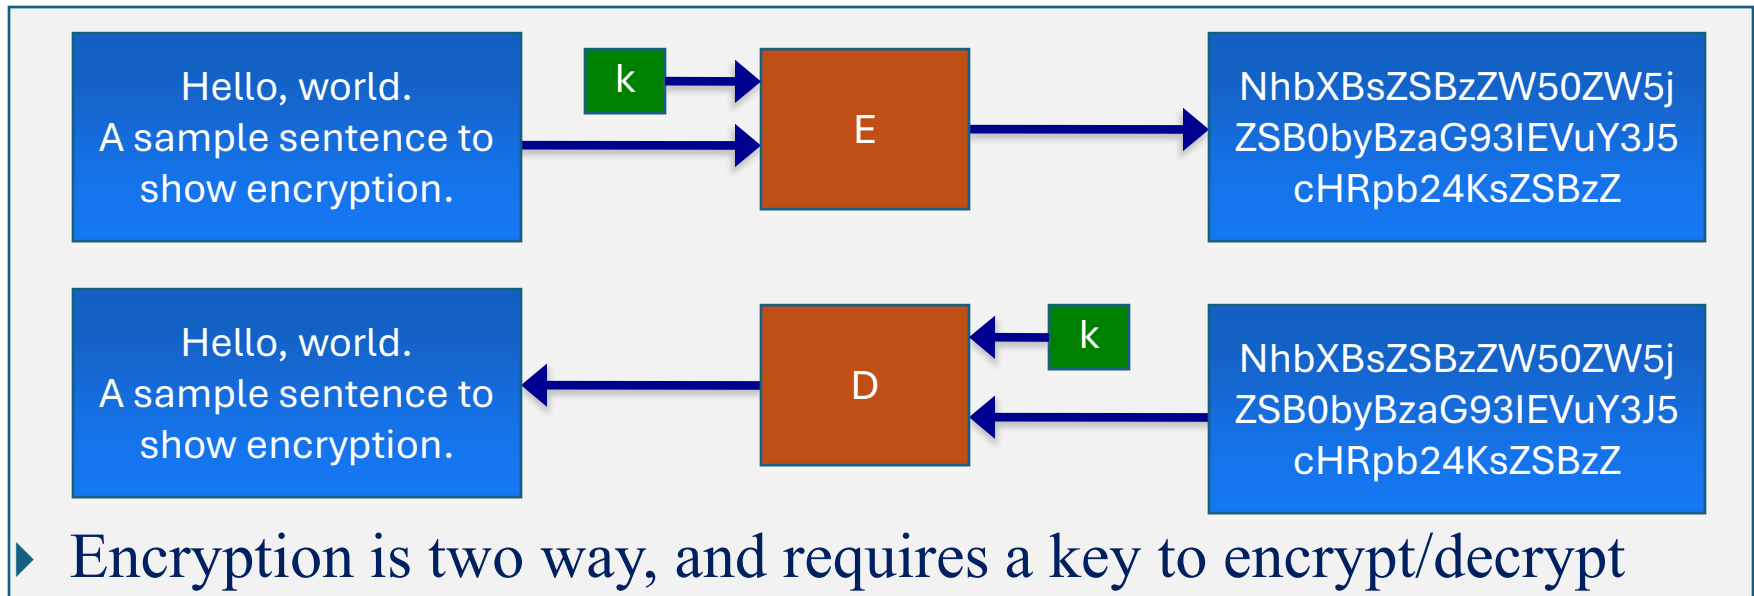 Hello, world.
A sample sentence to
show encryption.
k
E
NhbXBsZSBzZW50ZW5j
ZSB0byBzaG93IEVuY3J5
cHRpb24KsZSBzZ
Hello, world.
A sample sentence to
show encryption.
D
k
NhbXBsZSBzZW50ZW5j
ZSB0byBzaG93IEVuY3J5
cHRpb24KsZSBzZ
Encryption is two way, and requires a key to encrypt/decrypt